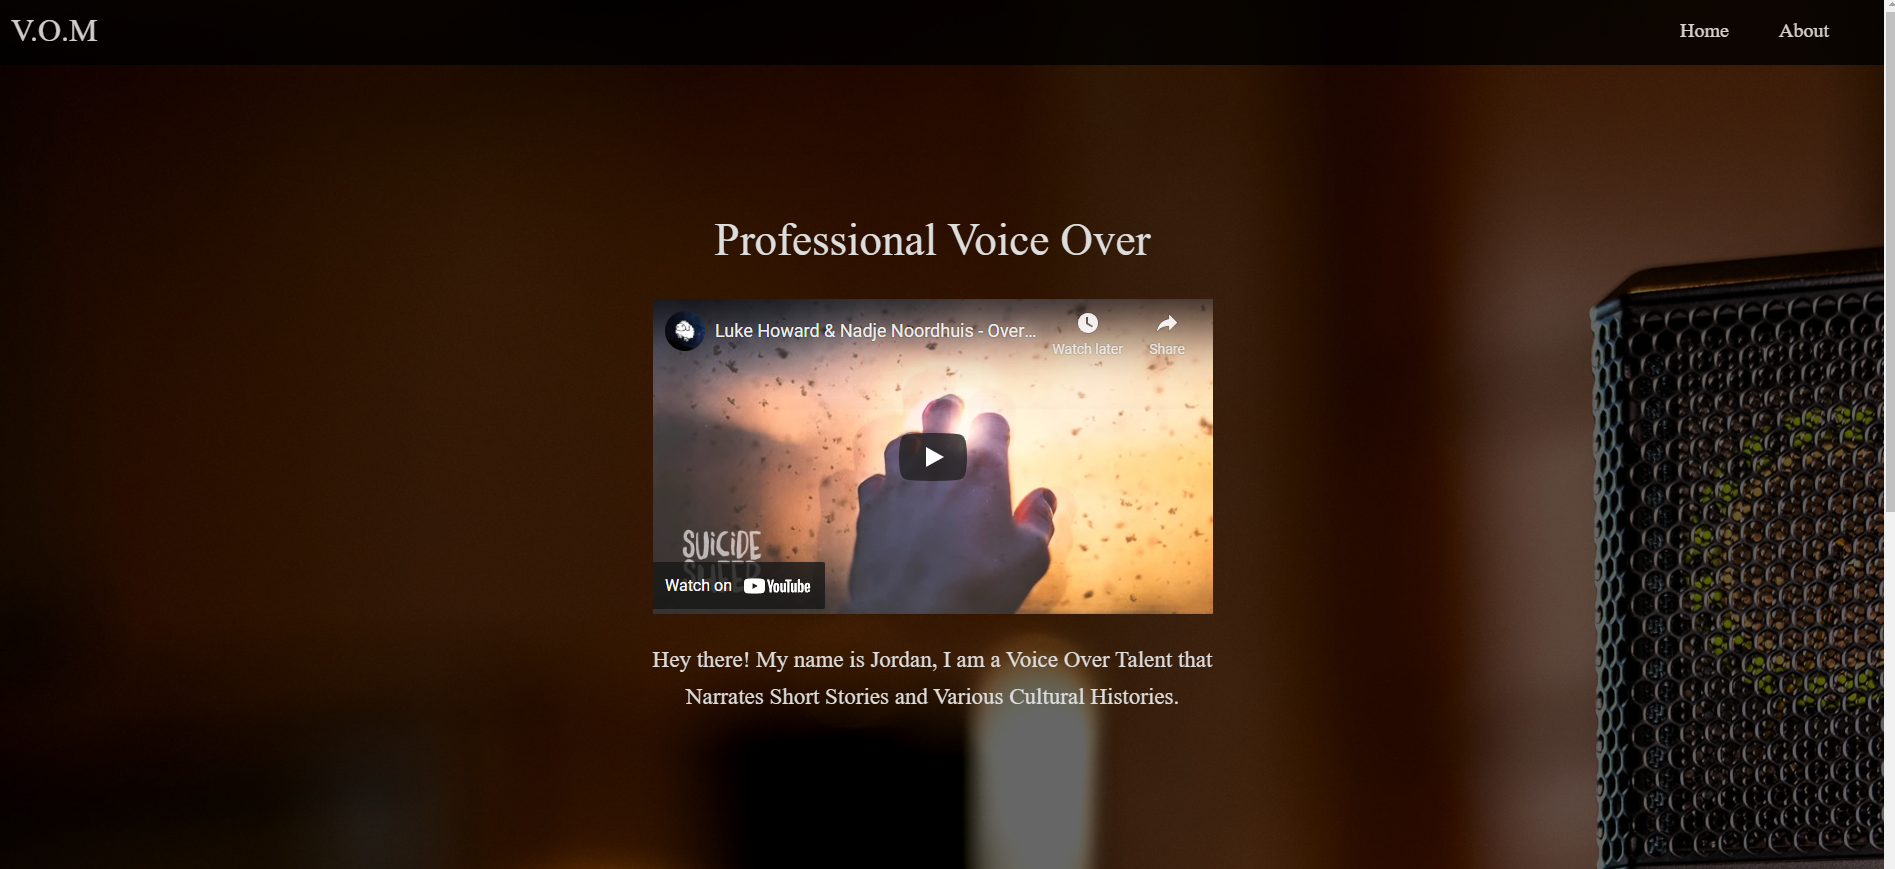 V.O.M
Home
About
Professional Voice Over
Luke Howard & Nadje Noordhuis - Over...
Watch later
Share
SUICIDE
SHEEP
Watch on YouTube
Hey there! My name is Jordan, I am a Voice Over Talent that
Narrates Short Stories and Various Cultural Histories.